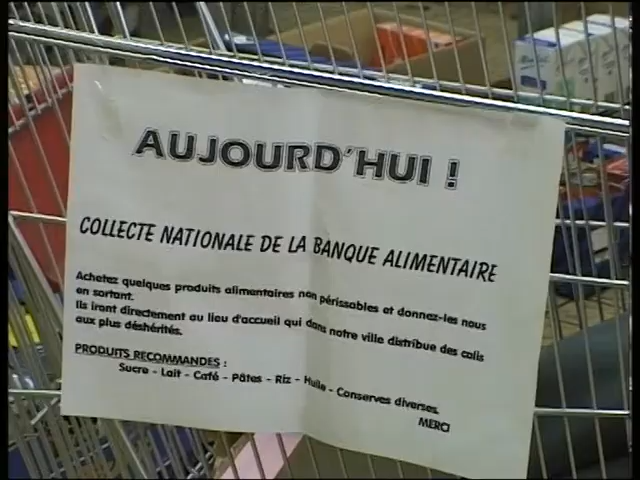 AUJOURD'HUI !
COLLECTE NATIONALE DE LA BANQUE ALIMENTAIRE
Achetez quelques produits alimentaires non périssables et donnez-les nous
en sortant.
Ils iront directement au lieu d'accueil qui dans notre ville distribue des colis
aux plus déshérités.
PRODUITS RECOMMANDES :
Sucre - Lait - Café - Pâtes - Riz - Huile - Conserves diverses.
MERCI